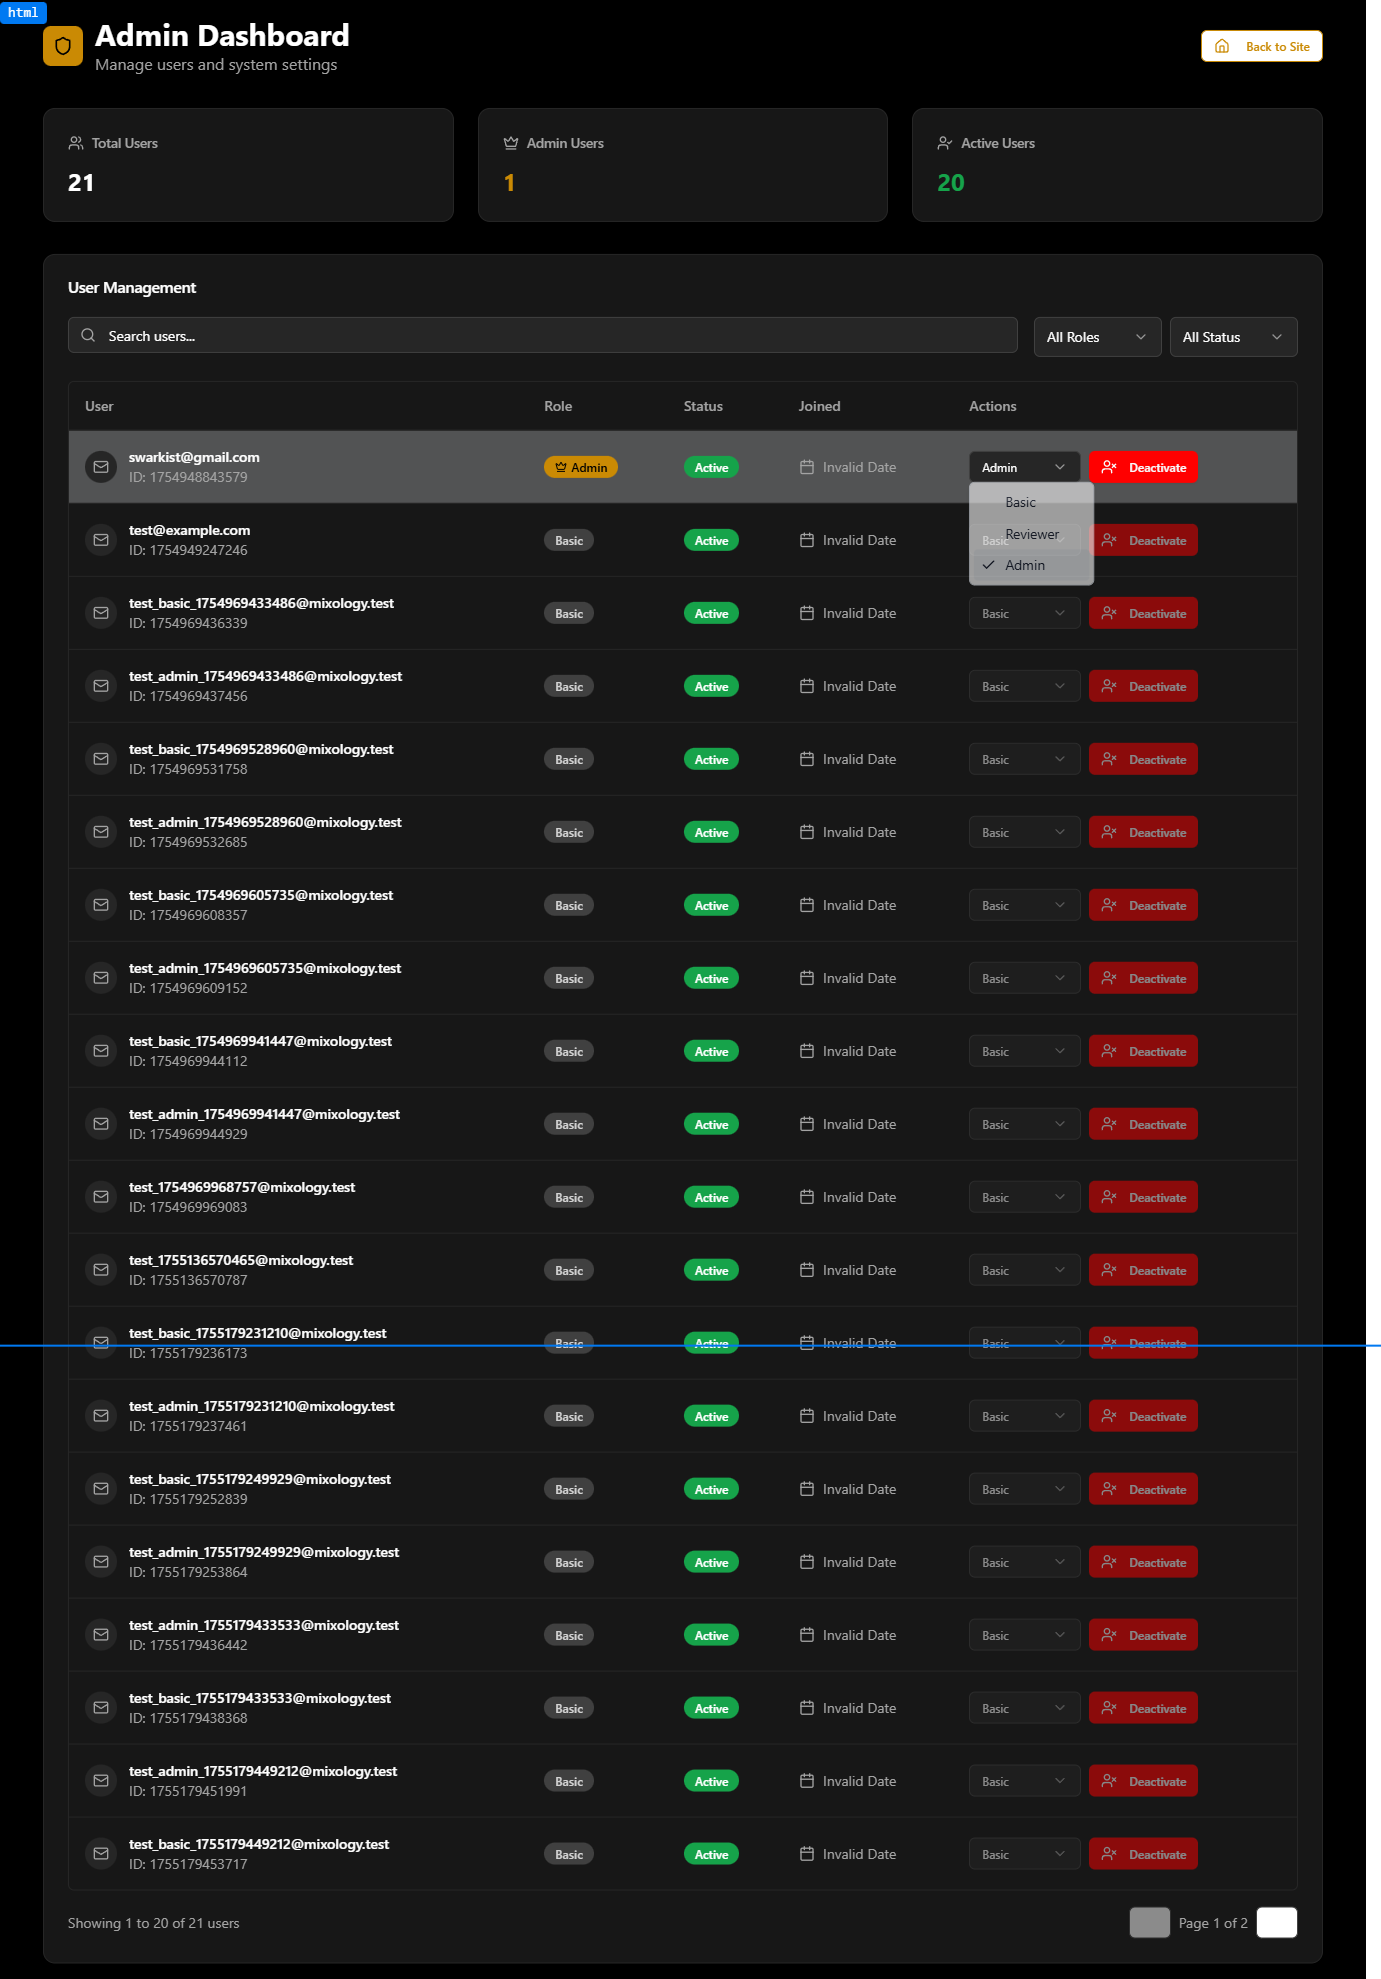 html
Admin Dashboard
Manage users and system settings
Back to Site
Total Users
21
Admin Users
1
Active Users
20
User Management
Search users...
All Roles
All Status
User Role Status Joined Actions
swarkist@gmail.com
ID: 1754948843579
Admin Active Invalid Date Admin Deactivate
Basic
Reviewer
Admin
test@example.com
ID: 1754949247246
Basic Active Invalid Date Basic Deactivate
test_basic_1754969433486@mixology.test
ID: 1754969436339
Basic Active Invalid Date Basic Deactivate
test_admin_1754969433486@mixology.test
ID: 1754969437456
Basic Active Invalid Date Basic Deactivate
test_basic_1754969528960@mixology.test
ID: 1754969531758
Basic Active Invalid Date Basic Deactivate
test_admin_1754969528960@mixology.test
ID: 1754969532685
Basic Active Invalid Date Basic Deactivate
test_basic_1754969605735@mixology.test
ID: 1754969608357
Basic Active Invalid Date Basic Deactivate
test_admin_1754969605735@mixology.test
ID: 1754969609152
Basic Active Invalid Date Basic Deactivate
test_basic_1754969941447@mixology.test
ID: 1754969944112
Basic Active Invalid Date Basic Deactivate
test_admin_1754969941447@mixology.test
ID: 1754969944929
Basic Active Invalid Date Basic Deactivate
test_1754969968757@mixology.test
ID: 1754969969083
Basic Active Invalid Date Basic Deactivate
test_1755136570465@mixology.test
ID: 1755136570787
Basic Active Invalid Date Basic Deactivate
test_basic_1755179231210@mixology.test
ID: 1755179236173
Basic Active Invalid Date Basic Deactivate
test_admin_1755179231210@mixology.test
ID: 1755179237461
Basic Active Invalid Date Basic Deactivate
test_basic_1755179249929@mixology.test
ID: 1755179252839
Basic Active Invalid Date Basic Deactivate
test_admin_1755179249929@mixology.test
ID: 1755179253864
Basic Active Invalid Date Basic Deactivate
test_admin_1755179433533@mixology.test
ID: 1755179436442
Basic Active Invalid Date Basic Deactivate
test_basic_1755179433533@mixology.test
ID: 1755179438368
Basic Active Invalid Date Basic Deactivate
test_admin_1755179449212@mixology.test
ID: 1755179451991
Basic Active Invalid Date Basic Deactivate
test_basic_1755179449212@mixology.test
ID: 1755179453717
Basic Active Invalid Date Basic Deactivate
Showing 1 to 20 of 21 users
Page 1 of 2